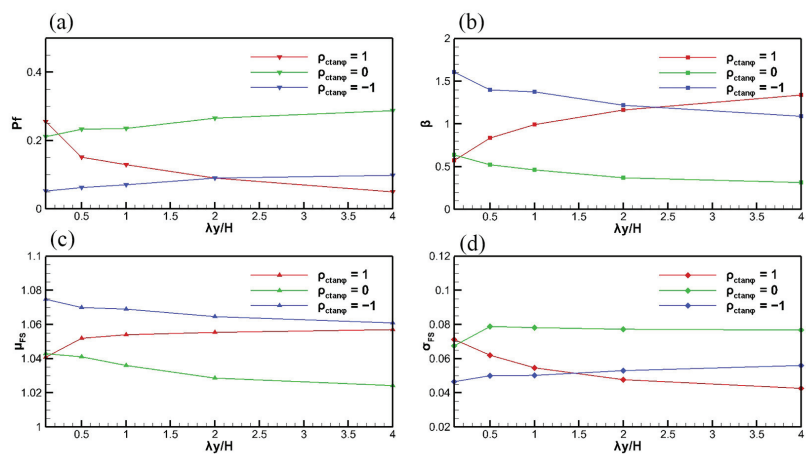 (a)
0.4
0.2
0
Pf
ρctanφ = 1
ρctanφ = 0
ρctanφ = −1
0.5 1 1.5 2 2.5 3 3.5 4
λy/H
(b)
2
1.5
1
0.5
0
β
ρctanφ = 1
ρctanφ = 0
ρctanφ = −1
0.5 1 1.5 2 2.5 3 3.5 4
λy/H
(c)
1.1
1.08
1.06
1.04
1.02
1
μFS
ρctanφ = 1
ρctanφ = 0
ρctanφ = −1
0.5 1 1.5 2 2.5 3 3.5 4
λy/H
(d)
0.12
0.1
0.08
0.06
0.04
0.02
σFS
ρctanφ = 1
ρctanφ = 0
ρctanφ = −1
0.5 1 1.5 2 2.5 3 3.5 4
λy/H